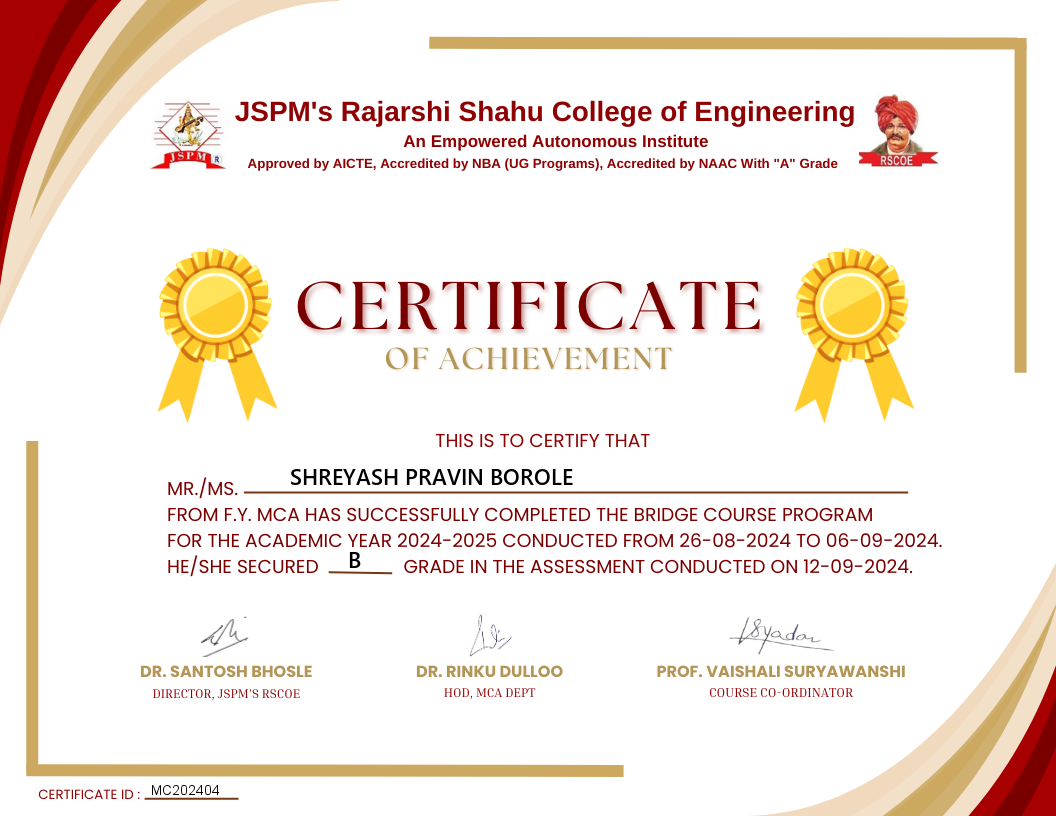 JSPM's Rajarshi Shahu College of Engineering
An Empowered Autonomous Institute
Approved by AICTE, Accredited by NBA (UG Programs), Accredited by NAAC With "A" Grade
JSPM R
RSCOE
CERTIFICATE
OF ACHIEVEMENT
THIS IS TO CERTIFY THAT
MR./MS. SHREYASH PRAVIN BOROLE
FROM F.Y. MCA HAS SUCCESSFULLY COMPLETED THE BRIDGE COURSE PROGRAM
FOR THE ACADEMIC YEAR 2024-2025 CONDUCTED FROM 26-08-2024 TO 06-09-2024.
HE/SHE SECURED B GRADE IN THE ASSESSMENT CONDUCTED ON 12-09-2024.
DR. SANTOSH BHOSLE
DIRECTOR, JSPM'S RSCOE
DR. RINKU DULLOO
HOD, MCA DEPT
PROF. VAISHALI SURYAWANSHI
COURSE CO-ORDINATOR
CERTIFICATE ID : MC202404